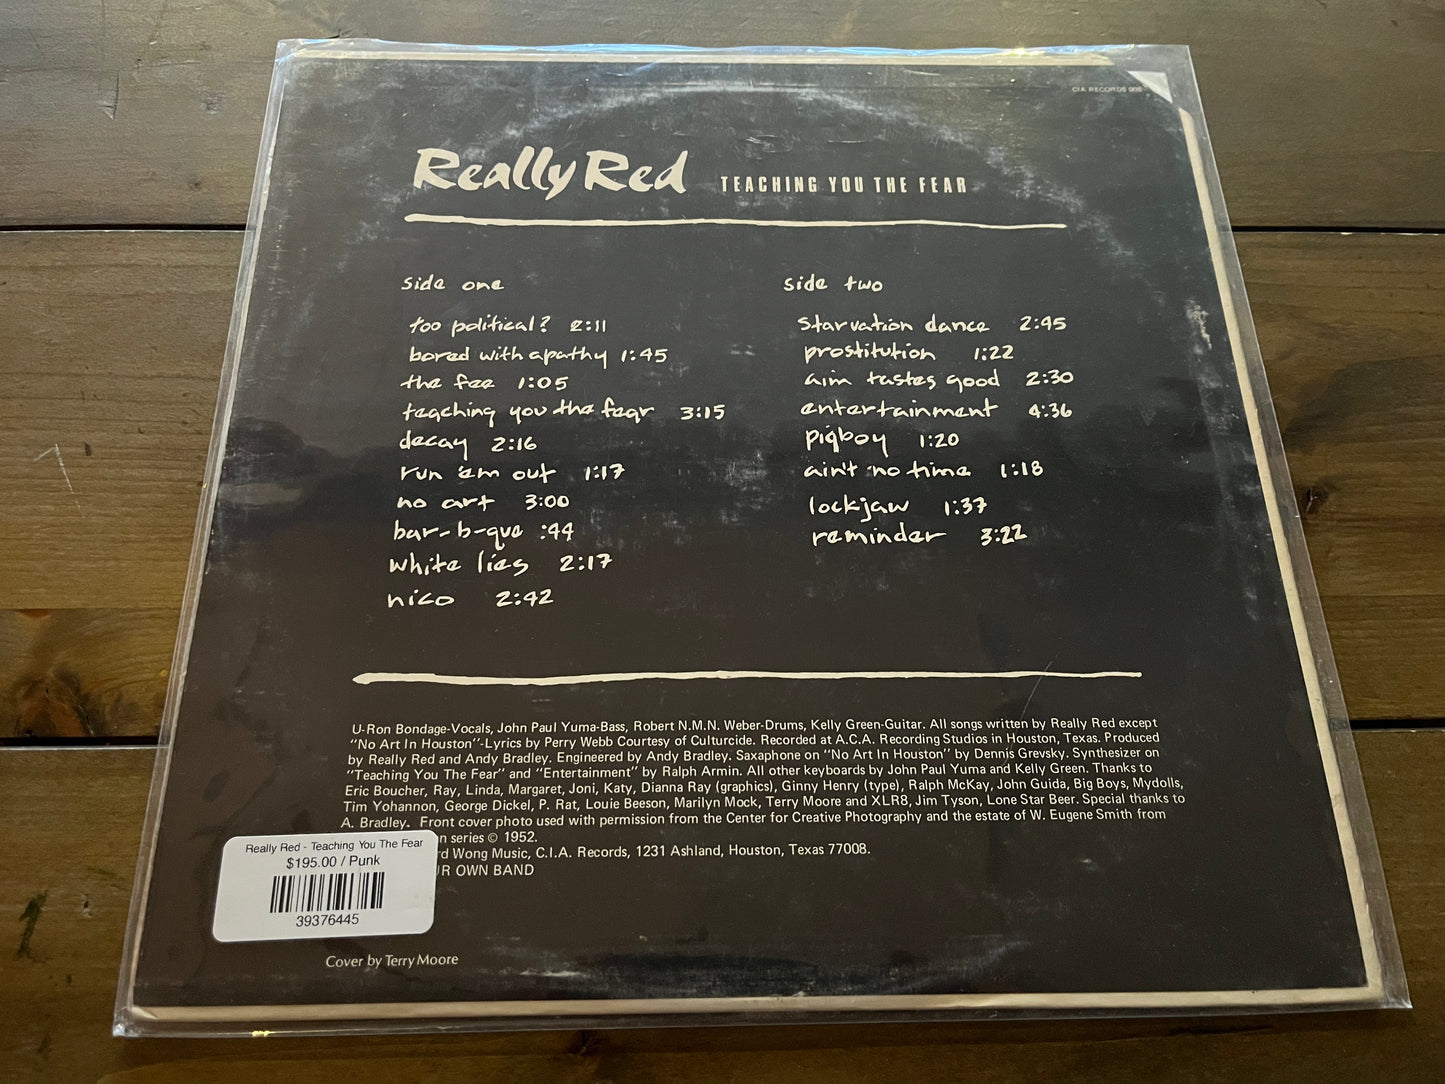 CIA RECORDS 006
Really Red TEACHING YOU THE FEAR
side one
too political? 2:11
bored with apathy 1:45
the fee 1:05
teaching you the fear 3:15
decay 2:16
run 'em out 1:17
no art 3:00
bar-b-que :44
white lies 2:17
nico 2:42
side two
starvation dance 2:45
prostitution 1:22
aim tastes good 2:30
entertainment 4:36
pigboy 1:20
ain't no time 1:18
lockjaw 1:37
reminder 3:22
U-Ron Bondage-Vocals, John Paul Yuma-Bass, Robert N.M.N. Weber-Drums, Kelly Green-Guitar. All songs written by Really Red except
"No Art In Houston"-Lyrics by Perry Webb Courtesy of Culturcide. Recorded at A.C.A. Recording Studios in Houston, Texas. Produced
by Really Red and Andy Bradley. Engineered by Andy Bradley. Saxaphone on "No Art In Houston" by Dennis Grevsky. Synthesizer on
"Teaching You The Fear" and "Entertainment" by Ralph Armin. All other keyboards by John Paul Yuma and Kelly Green. Thanks to
Eric Boucher, Ray, Linda, Margaret, Joni, Katy, Dianna Ray (graphics), Ginny Henry (type), Ralph McKay, John Guida, Big Boys, Mydolls,
Tim Yohannon, George Dickel, P. Rat, Louie Beeson, Marilyn Mock, Terry Moore and XLR8, Jim Tyson, Lone Star Beer. Special thanks to
A. Bradley. Front cover photo used with permission from the Center for Creative Photography and the estate of W. Eugene Smith from
n series © 1952.
rd Wong Music, C.I.A. Records, 1231 Ashland, Houston, Texas 77008.
UR OWN BAND
Really Red - Teaching You The Fear
$195.00 / Punk
39376445
Cover by Terry Moore